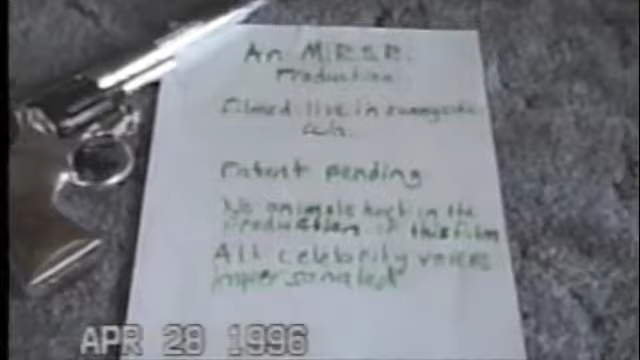 An M.R.S.R.
Production
Filmed live in sunnyside
Patent pending
No animals hurt in the
Production of this film
All celebrity voices
impersonated
APR 28 1996